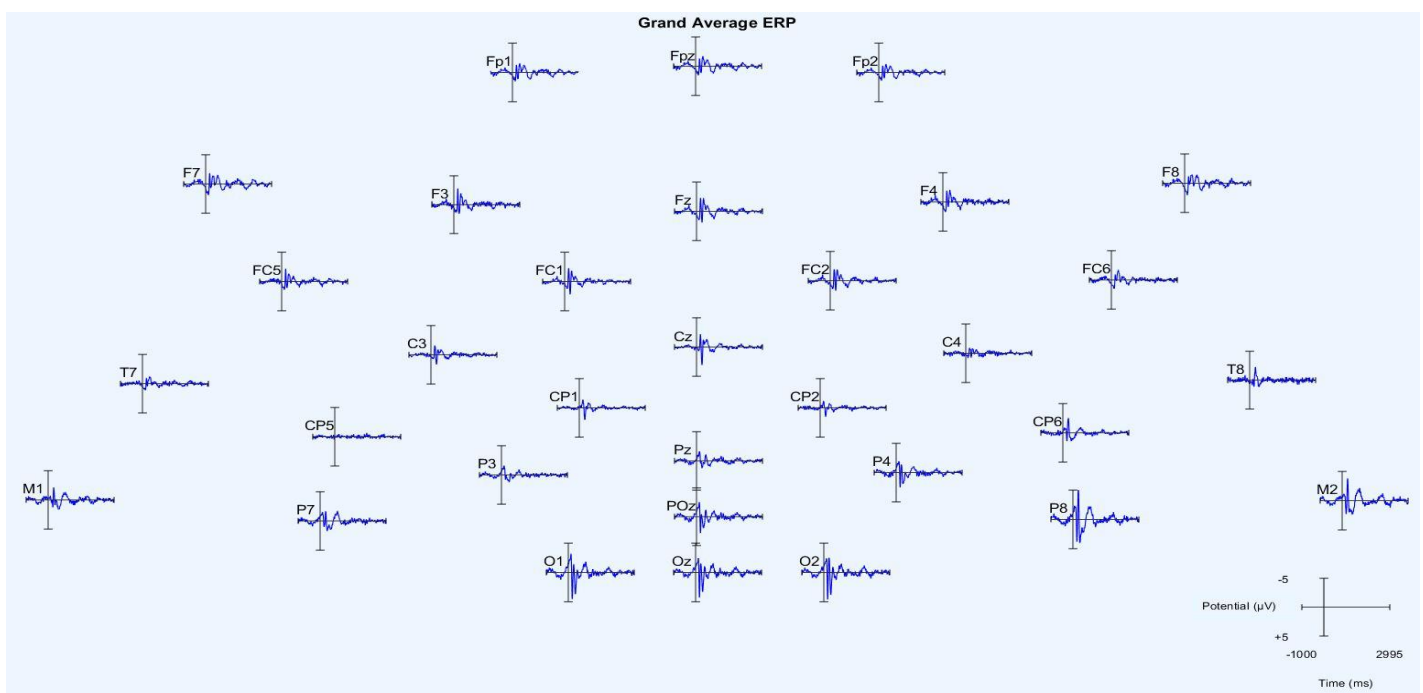 Grand Average ERP
Fp1 Fpz Fp2
F7 F3 Fz F4 F8
FC5 FC1 FC2 FC6
C3 Cz C4
T7 T8
CP1 CP2
CP5 CP6
P3 Pz P4
M1 M2
P7 POz P8
O1 Oz O2
-5
Potential (µV)
+5
-1000 2995
Time (ms)